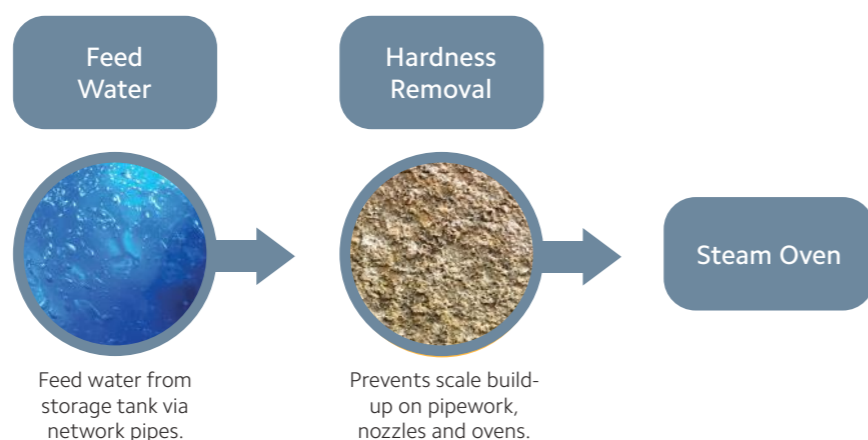 Feed
Water
Hardness
Removal
Steam Oven
Feed water from
storage tank via
network pipes.
Prevents scale build-
up on pipework,
nozzles and ovens.